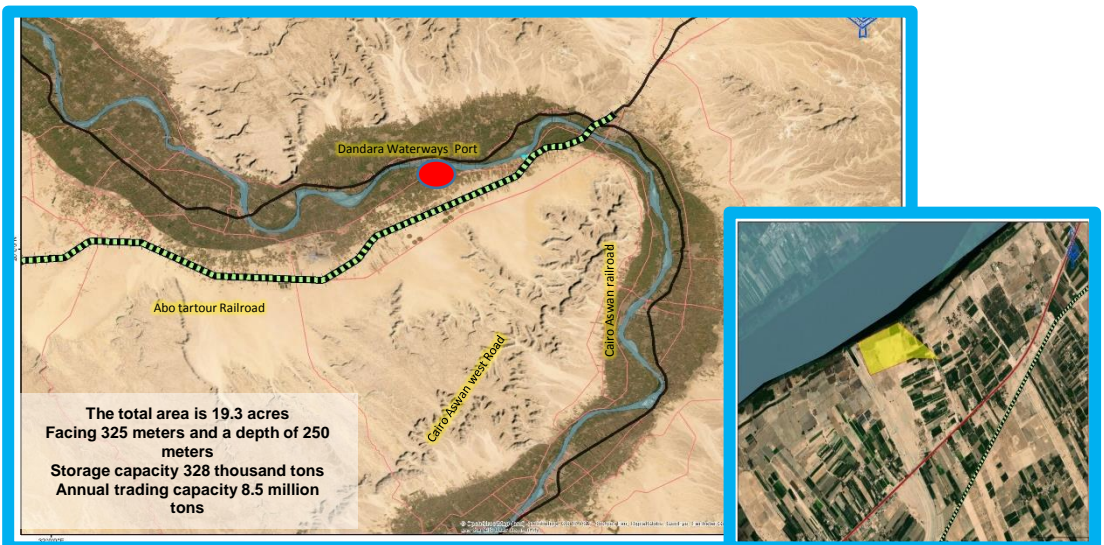 Dandara Waterways Port
Abo tartour Railroad
Cairo Aswan railroad
Cairo Aswan west Road
The total area is 19.3 acres
Facing 325 meters and a depth of 250
meters
Storage capacity 328 thousand tons
Annual trading capacity 8.5 million
tons